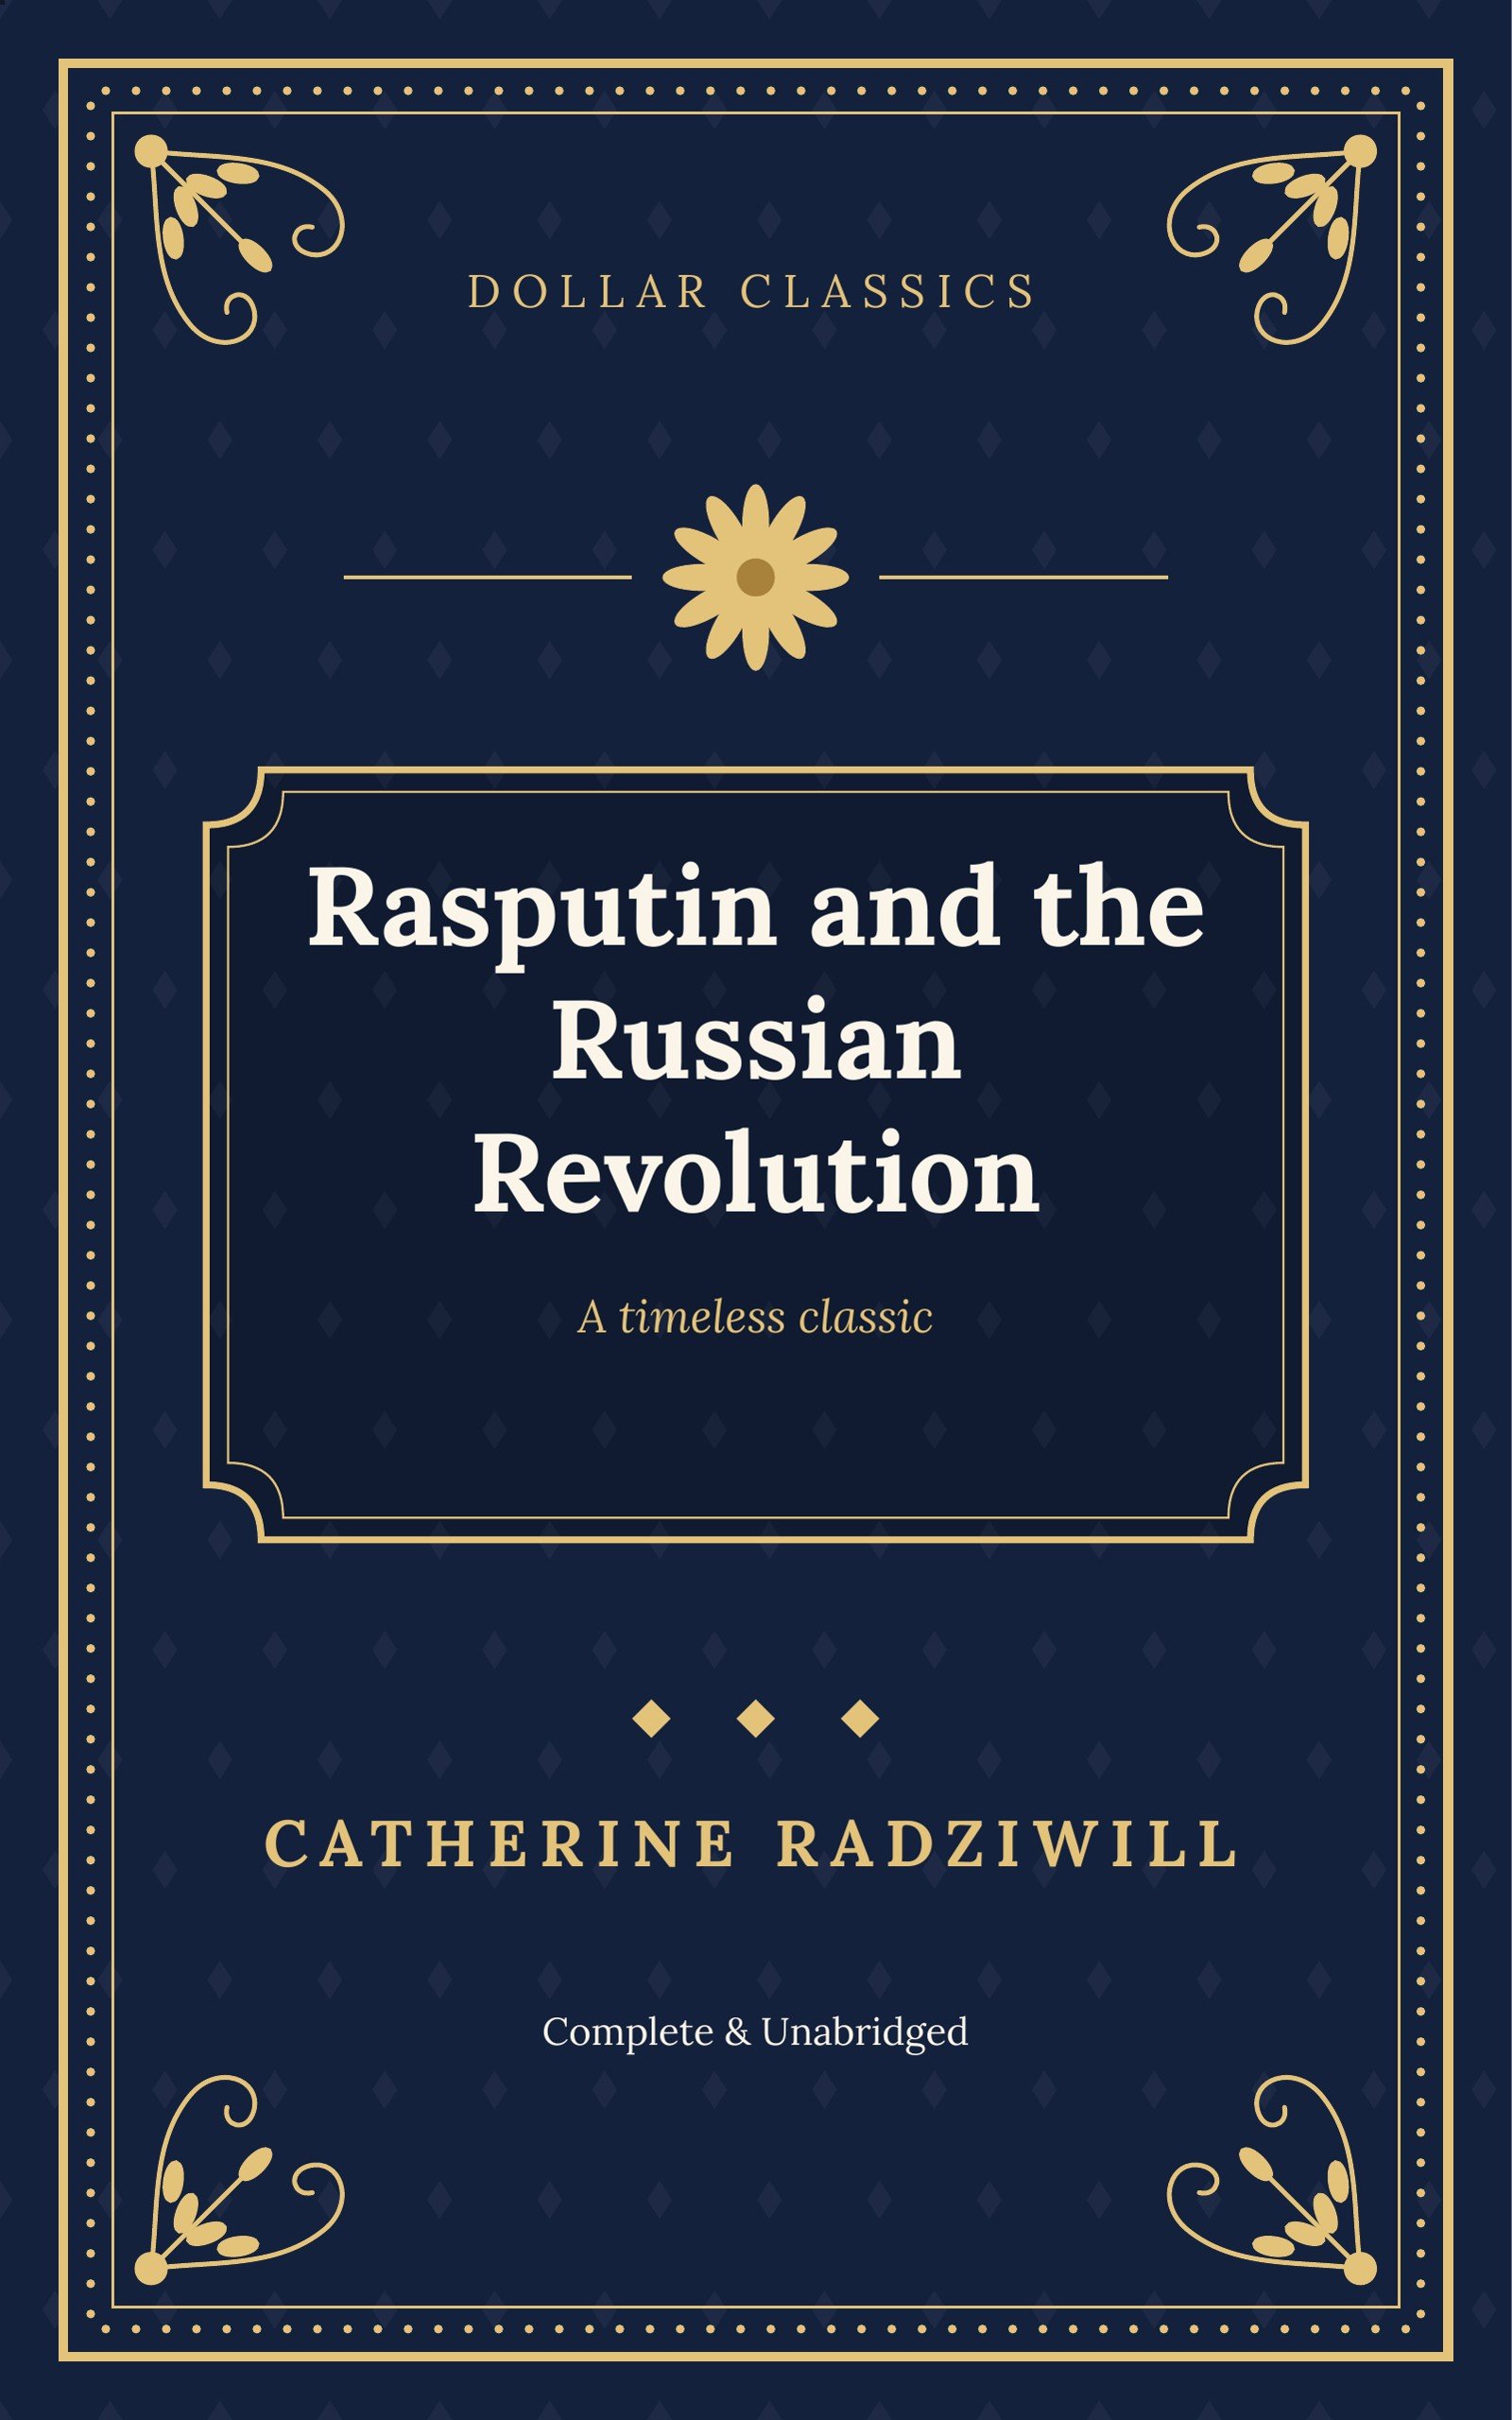 DOLLAR CLASSICS
Rasputin and the
Russian
Revolution
A timeless classic
CATHERINE RADZIWILL
Complete & Unabridged